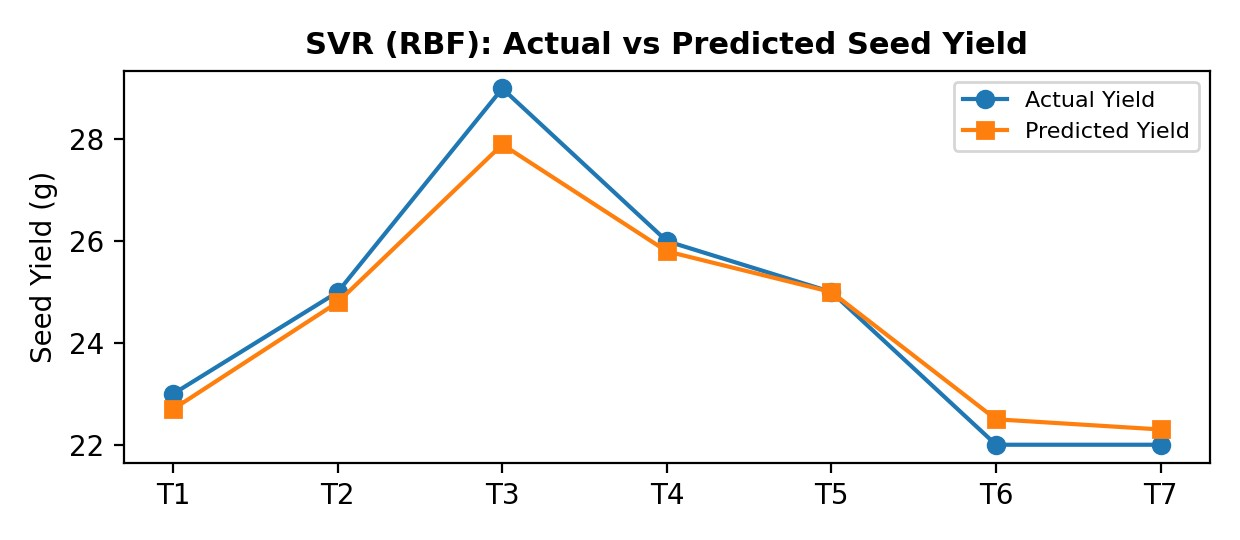 SVR (RBF): Actual vs Predicted Seed Yield
Actual Yield
Predicted Yield
Seed Yield (g)
28
26
24
22
T1 T2 T3 T4 T5 T6 T7